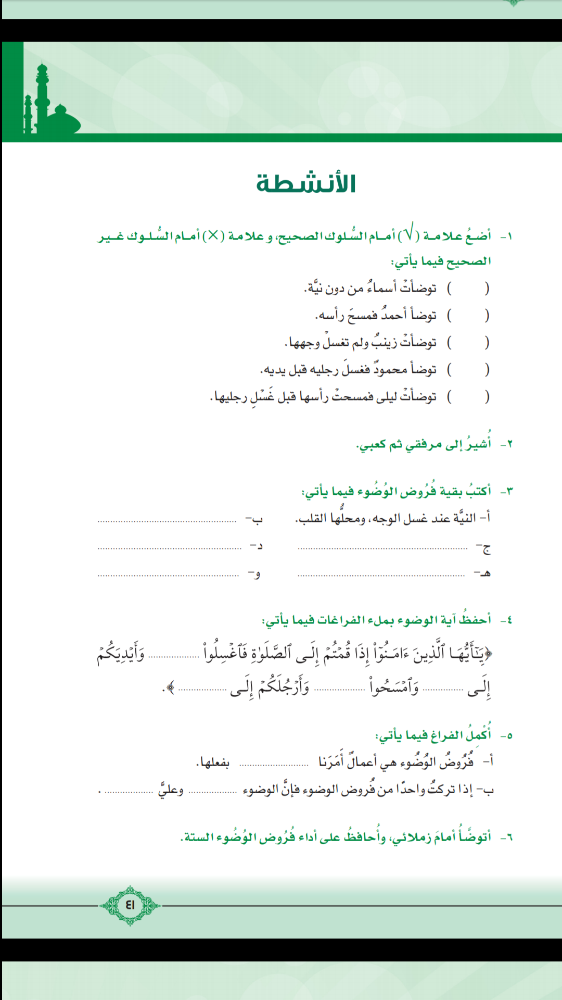 الأنشطة
١- أضعُ علامة (√) أمام السُّلوك الصحيح، و علامة (×) أمام السُّلوك غير
الصحيح فيما يأتي:
( ) توضأتْ أسماءُ من دون نيَّة.
( ) توضأ أحمدُ فمسحَ رأسه.
( ) توضأتْ زينبُ ولم تغسلْ وجهها.
( ) توضأ محمودٌ فغسلَ رجليه قبل يديه.
( ) توضأتْ ليلى فمسحتْ رأسها قبل غَسْلِ رجليها.
٢- أُشيرُ إلى مرفقي ثم كعبي.
٣- أكتبُ بقية فُرُوض الوُضُوء فيما يأتي:
أ- النيَّة عند غسل الوجه، ومحلُّها القلب. ب- ..........
ج- .......... د- ..........
هـ- .......... و- ..........
٤- أحفظُ آية الوضوء بملء الفراغات فيما يأتي:
﴿يَٰٓأَيُّهَا ٱلَّذِينَ ءَامَنُوٓاْ إِذَا قُمۡتُمۡ إِلَى ٱلصَّلَوٰةِ فَٱغۡسِلُواْ .......... وَأَيۡدِيَكُمۡ
إِلَى .......... وَٱمۡسَحُواْ .......... وَأَرۡجُلَكُمۡ إِلَى .......... ﴾.
٥- أُكْمِلُ الفراغ فيما يأتي:
أ- فُرُوضُ الوُضُوء هي أعمالٌ أَمَرَنا .......... بفعلها.
ب- إذا تركتُ واحدًا من فُروض الوضوء فإنَّ الوضوء .......... وعليَّ .......... .
٦- أتوضَّأُ أمامَ زملائي، وأُحافظُ على أداء فُرُوض الوُضُوء الستة.
٤١